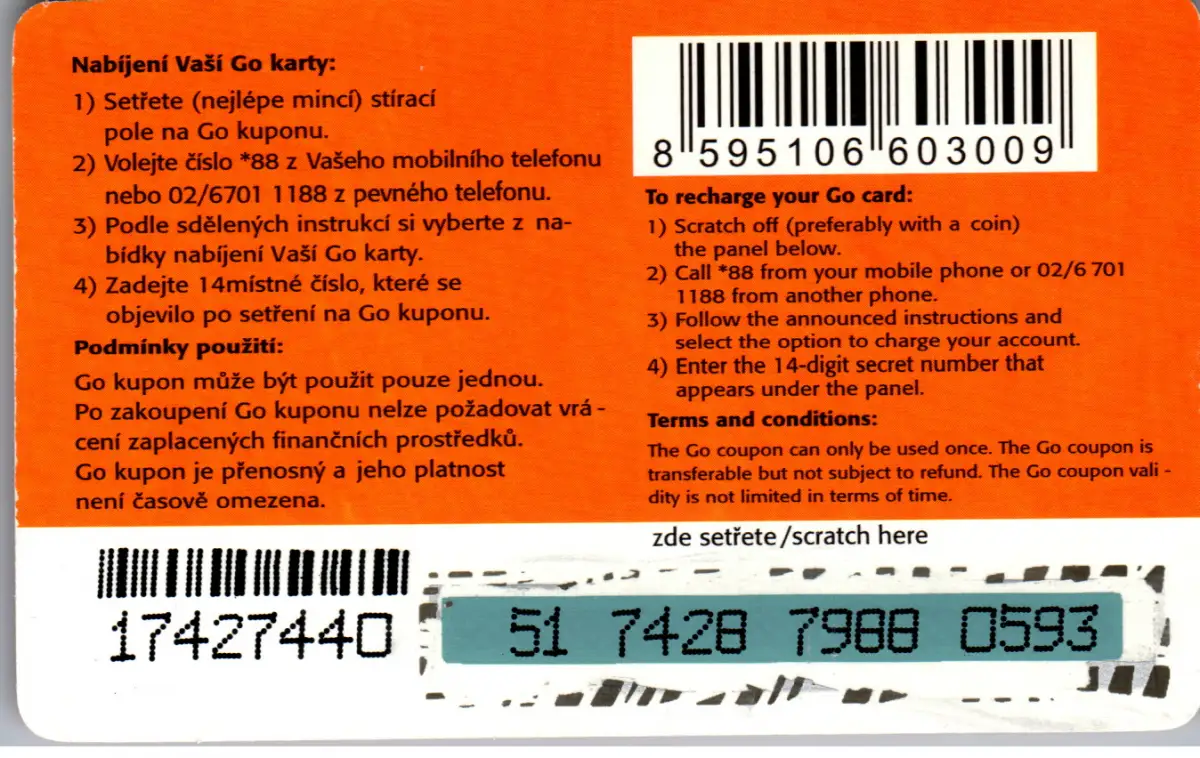 Nabíjení Vaší Go karty:
1) Setřete (nejlépe mincí) stírací
pole na Go kuponu.
2) Volejte číslo *88 z Vašeho mobilního telefonu
nebo 02/6701 1188 z pevného telefonu.
3) Podle sdělených instrukcí si vyberte z na-
bídky nabíjení Vaší Go karty.
4) Zadejte 14místné číslo, které se
objevilo po setření na Go kuponu.
Podmínky použití:
Go kupon může být použit pouze jednou.
Po zakoupení Go kuponu nelze požadovat vrá-
cení zaplacených finančních prostředků.
Go kupon je přenosný a jeho platnost
není časově omezena.
8 595106 603009
To recharge your Go card:
1) Scratch off (preferably with a coin)
the panel below.
2) Call *88 from your mobile phone or 02/6 701
1188 from another phone.
3) Follow the announced instructions and
select the option to charge your account.
4) Enter the 14-digit secret number that
appears under the panel.
Terms and conditions:
The Go coupon can only be used once. The Go coupon is
transferable but not subject to refund. The Go coupon vali-
dity is not limited in terms of time.
zde setřete/scratch here
17427440
51 7428 7988 0593